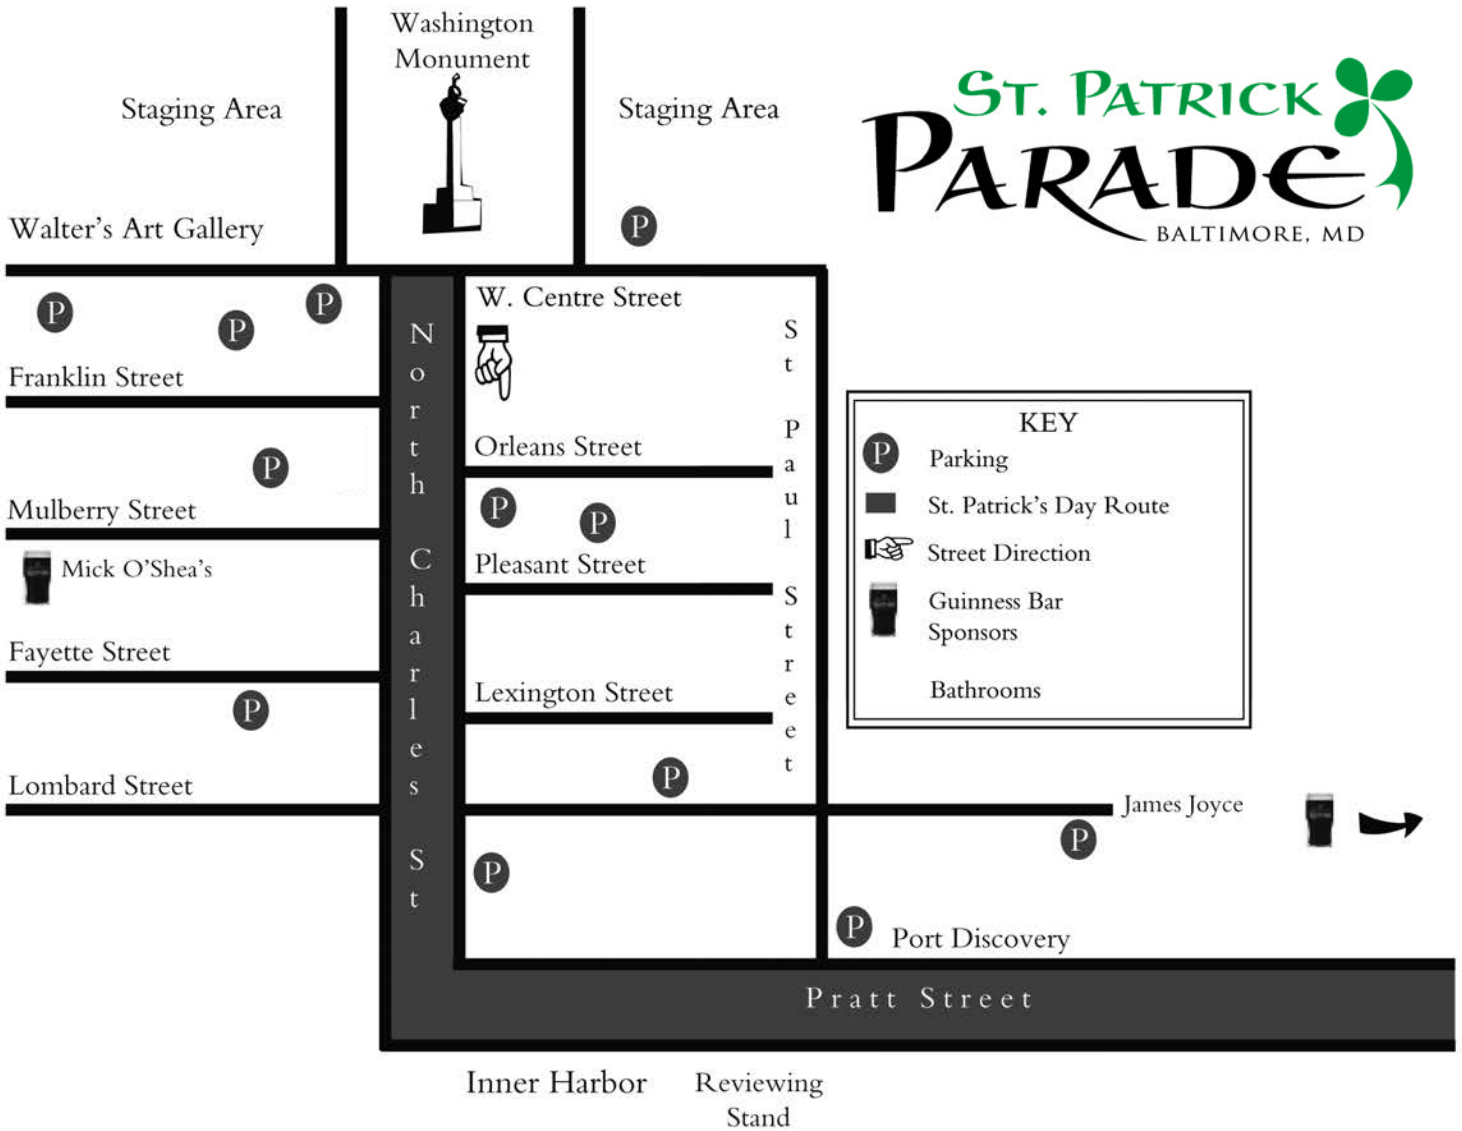 Washington
Monument
Staging Area
Staging Area
ST. PATRICK
PARADE
BALTIMORE, MD
Walter's Art Gallery
P
P
P
P
W. Centre Street
North Charles St
St Paul Street
Franklin Street
Orleans Street
P
Mulberry Street
P
P
Pleasant Street
Mick O'Shea's
Fayette Street
Lexington Street
P
P
Lombard Street
KEY
P Parking
St. Patrick's Day Route
Street Direction
Guinness Bar
Sponsors
Bathrooms
James Joyce
P
P
P
Port Discovery
Pratt Street
Inner Harbor
Reviewing
Stand